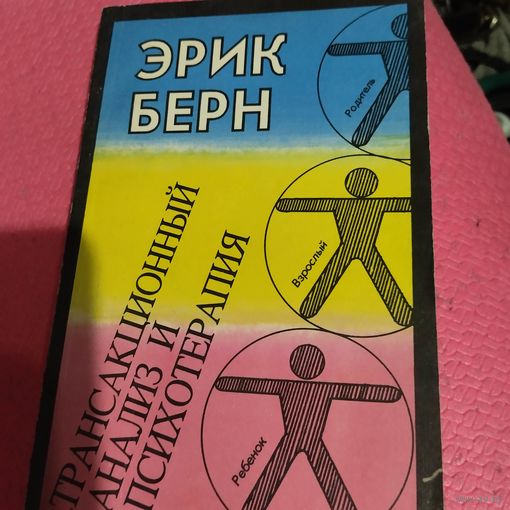 ЭРИК
БЕРН
Родитель
Взрослый
Ребенок
ТРАНСАКЦИОННЫЙ
АНАЛИЗ И
ПСИХОТЕРАПИЯ